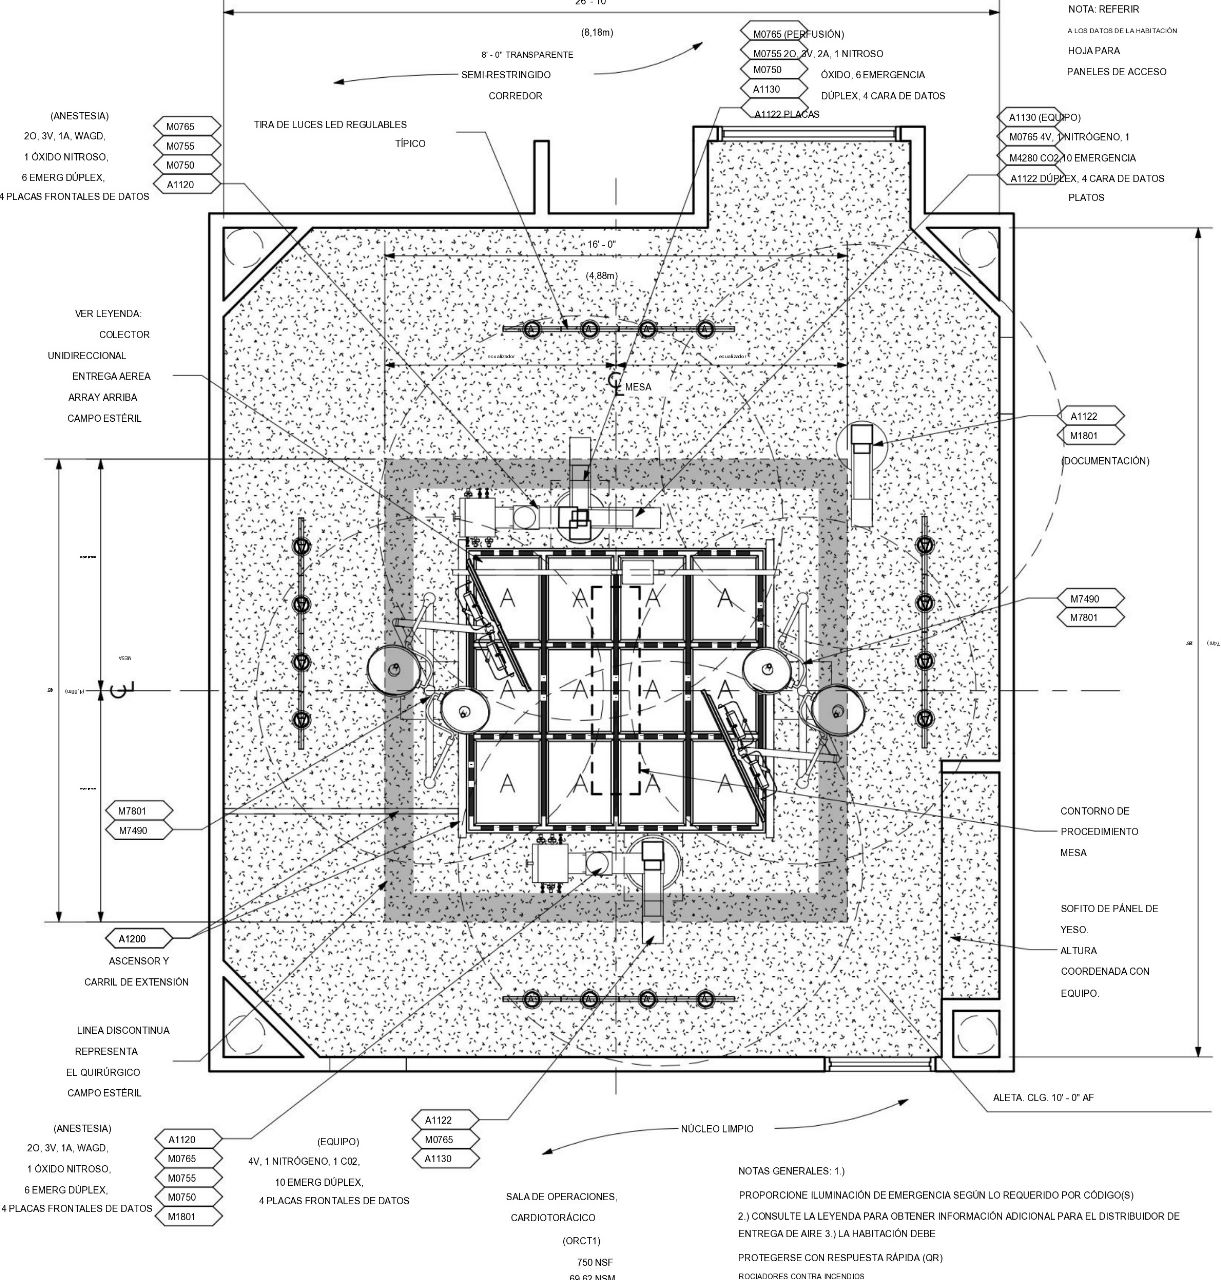 26' - 10"
(8,18m)
8' - 0" TRANSPARENTE
SEMI-RESTRINGIDO
CORREDOR
M0765 (PERFUSIÓN)
M0755 2O, 3V, 2A, 1 NITROSO
M0750 ÓXIDO, 6 EMERGENCIA
A1130 DÚPLEX, 4 CARA DE DATOS
A1122 PLACAS
NOTA: REFERIR
A LOS DATOS DE LA HABITACIÓN
HOJA PARA
PANELES DE ACCESO
(ANESTESIA)
2O, 3V, 1A, WAGD,
1 ÓXIDO NITROSO,
6 EMERG DÚPLEX,
4 PLACAS FRONTALES DE DATOS
M0765
M0755
M0750
A1120
TIRA DE LUCES LED REGULABLES
TÍPICO
A1130 (EQUIPO)
M0765 4V, 1 NITRÓGENO, 1
M4280 CO2,10 EMERGENCIA
A1122 DÚPLEX, 4 CARA DE DATOS
PLATOS
16' - 0"
(4,88m)
ecualizador
ecualizador
CL MESA
VER LEYENDA:
COLECTOR
UNIDIRECCIONAL
ENTREGA AEREA
ARRAY ARRIBA
CAMPO ESTÉRIL
A1122
M1801
(DOCUMENTACIÓN)
A A A A
A A A A
A A A A
MESA
CL
M7490
M7801
M7801
M7490
CONTORNO DE
PROCEDIMIENTO
MESA
A1200
ASCENSOR Y
CARRIL DE EXTENSIÓN
SOFITO DE PÁNEL DE
YESO.
ALTURA
COORDENADA CON
EQUIPO.
LINEA DISCONTINUA
REPRESENTA
EL QUIRÚRGICO
CAMPO ESTÉRIL
ALETA. CLG. 10' - 0" AF
(ANESTESIA)
2O, 3V, 1A, WAGD,
1 ÓXIDO NITROSO,
6 EMERG DÚPLEX,
4 PLACAS FRONTALES DE DATOS
A1120
M0765
M0755
M0750
M1801
(EQUIPO)
4V, 1 NITRÓGENO, 1 C02,
10 EMERG DÚPLEX,
4 PLACAS FRONTALES DE DATOS
A1122
M0765
A1130
NÚCLEO LIMPIO
SALA DE OPERACIONES,
CARDIOTORÁCICO
(ORCT1)
750 NSF
69.62 NSM
NOTAS GENERALES: 1.)
PROPORCIONE ILUMINACIÓN DE EMERGENCIA SEGÚN LO REQUERIDO POR CÓDIGO(S)
2.) CONSULTE LA LEYENDA PARA OBTENER INFORMACIÓN ADICIONAL PARA EL DISTRIBUIDOR DE
ENTREGA DE AIRE 3.) LA HABITACIÓN DEBE
PROTEGERSE CON RESPUESTA RÁPIDA (QR)
ROCIADORES CONTRA INCENDIOS